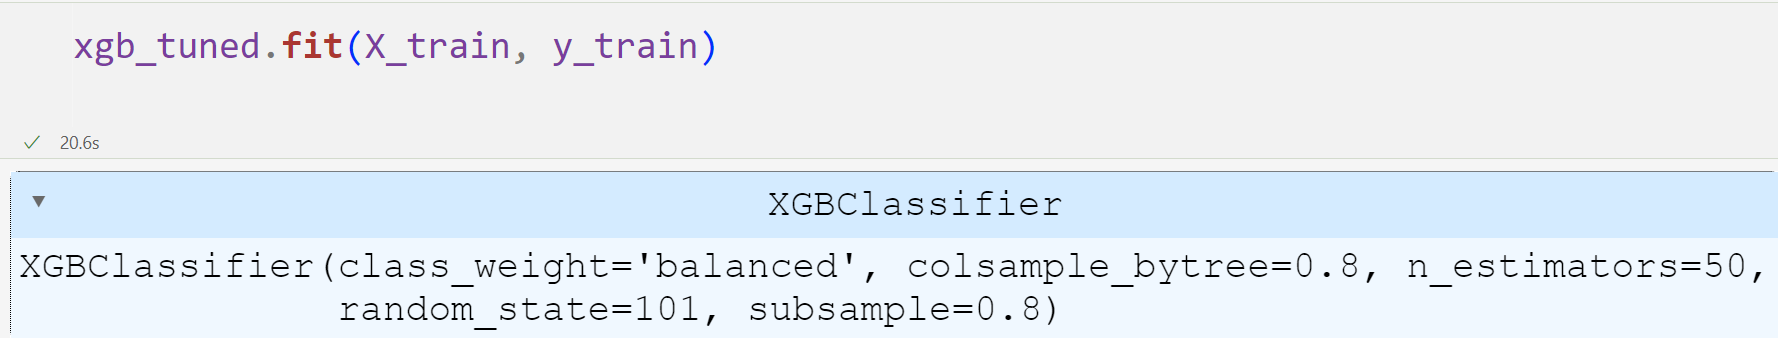 xgb_tuned.fit(X_train, y_train)
20.6s
XGBClassifier
XGBClassifier(class_weight='balanced', colsample_bytree=0.8, n_estimators=50,
random_state=101, subsample=0.8)